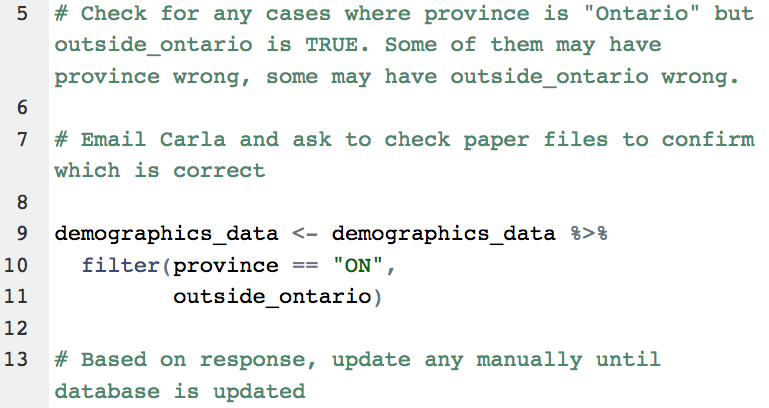 5 # Check for any cases where province is "Ontario" but
outside_ontario is TRUE. Some of them may have
province wrong, some may have outside_ontario wrong.
6
7 # Email Carla and ask to check paper files to confirm
which is correct
8
9 demographics_data <- demographics_data %>%
10   filter(province == "ON",
11          outside_ontario)
12
13 # Based on response, update any manually until
database is updated